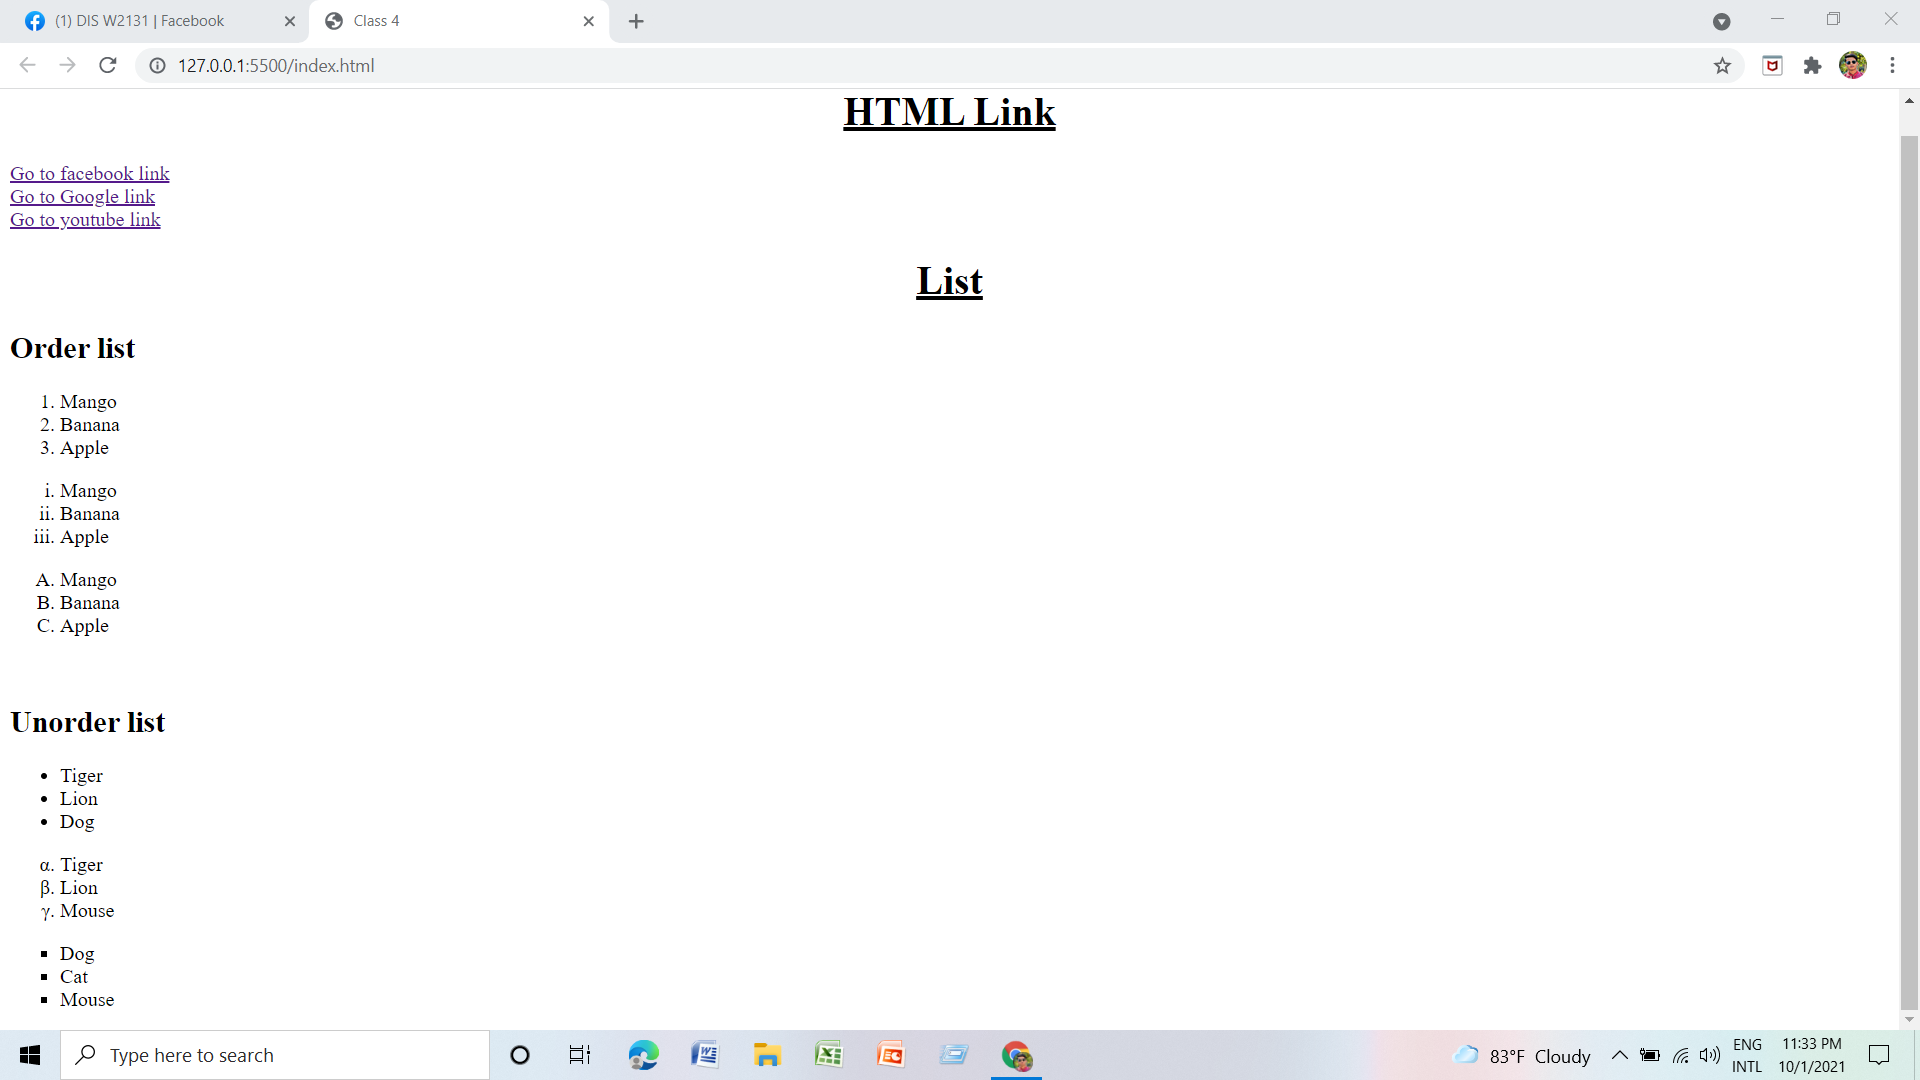 (1) DIS W2131 | Facebook
Class 4
127.0.0.1:5500/index.html
HTML Link
Go to facebook link
Go to Google link
Go to youtube link
List
Order list
1. Mango
2. Banana
3. Apple
i. Mango
ii. Banana
iii. Apple
A. Mango
B. Banana
C. Apple
Unorder list
• Tiger
• Lion
• Dog
α. Tiger
β. Lion
γ. Mouse
▪ Dog
▪ Cat
▪ Mouse
Type here to search
83°F Cloudy
ENG
INTL
11:33 PM
10/1/2021